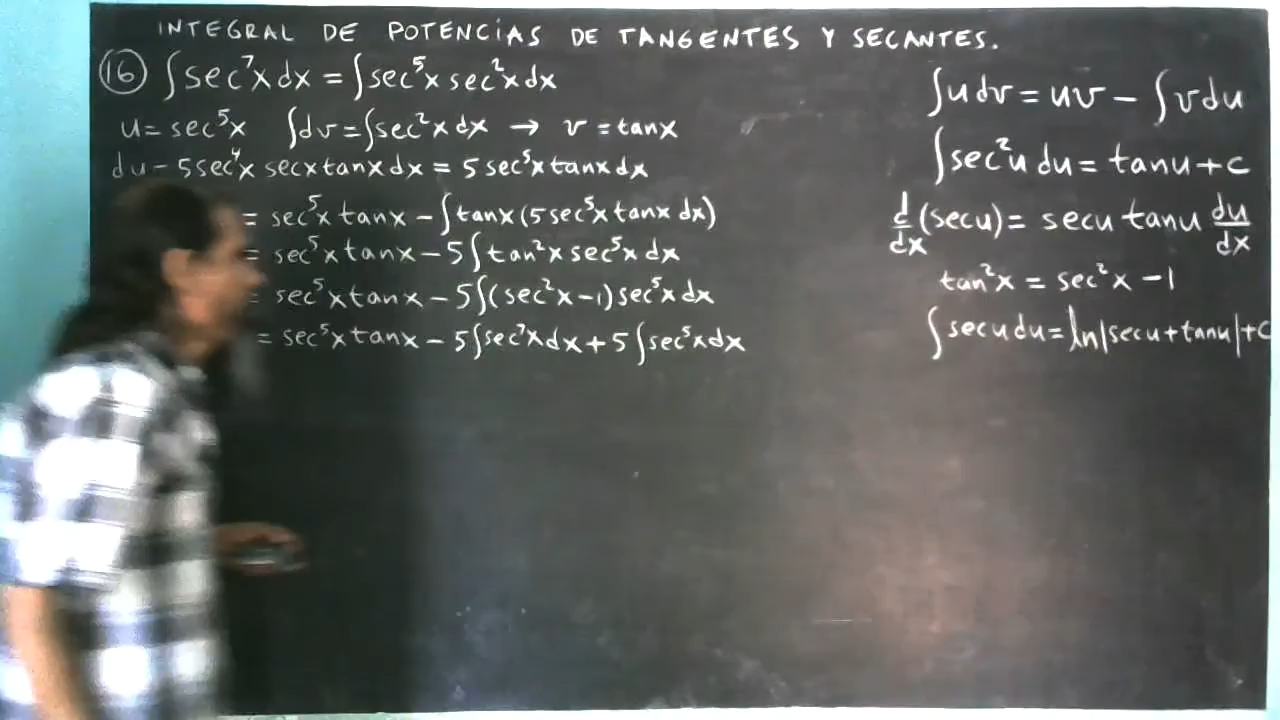 INTEGRAL DE POTENCIAS DE TANGENTES Y SECANTES.
16 ∫sec⁷x dx = ∫sec⁵x sec²x dx
u = sec⁵x ∫dv = ∫sec²x dx → v = tanx
du = 5sec⁴x secx tanx dx = 5 sec⁵x tanx dx
= sec⁵x tanx − ∫tanx (5 sec⁵x tanx dx)
= sec⁵x tanx − 5∫tan²x sec⁵x dx
= sec⁵x tanx − 5∫(sec²x−1) sec⁵x dx
= sec⁵x tanx − 5∫sec⁷x dx + 5∫sec⁵x dx
∫u dv = uv − ∫v du
∫sec²u du = tanu + c
d/dx (secu) = secu tanu du/dx
tan²x = sec²x − 1
∫secu du = ln|secu + tanu| + C